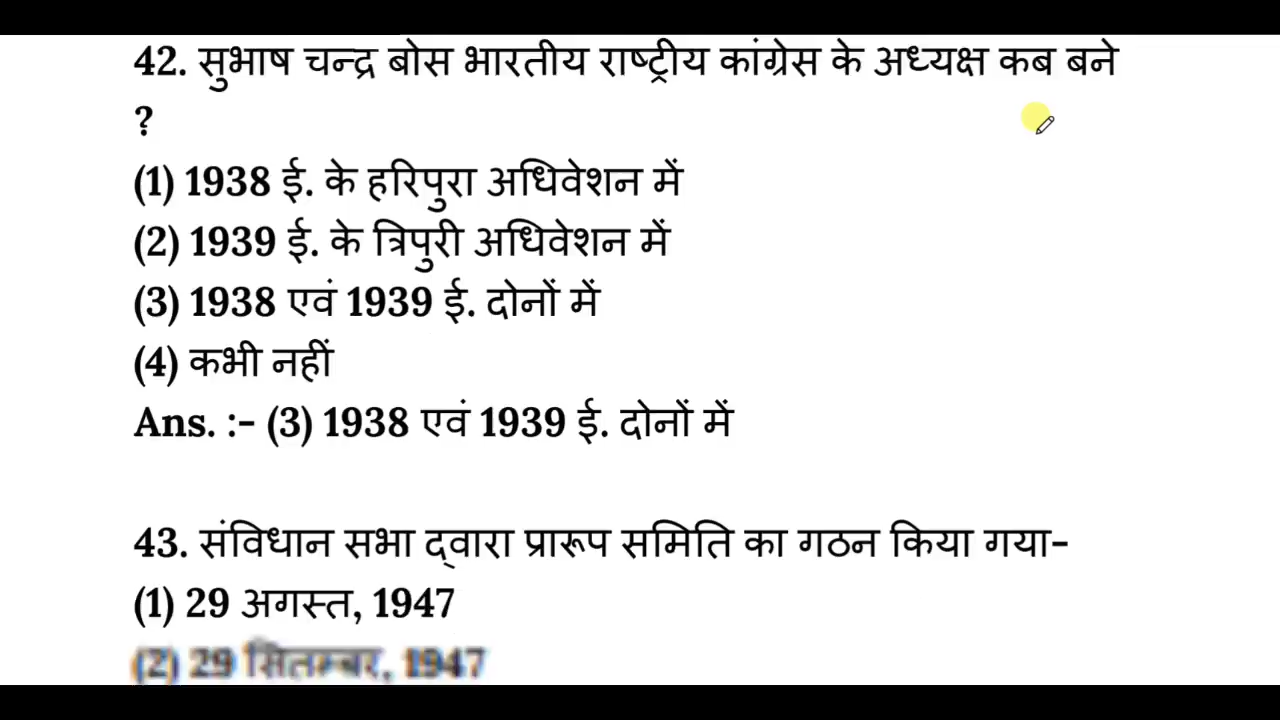 42. सुभाष चन्द्र बोस भारतीय राष्ट्रीय कांग्रेस के अध्यक्ष कब बने
?
(1) 1938 ई. के हरिपुरा अधिवेशन में
(2) 1939 ई. के त्रिपुरी अधिवेशन में
(3) 1938 एवं 1939 ई. दोनों में
(4) कभी नहीं
Ans. :- (3) 1938 एवं 1939 ई. दोनों में
43. संविधान सभा द्वारा प्रारूप समिति का गठन किया गया-
(1) 29 अगस्त, 1947
(2) 29 सितम्बर, 1947